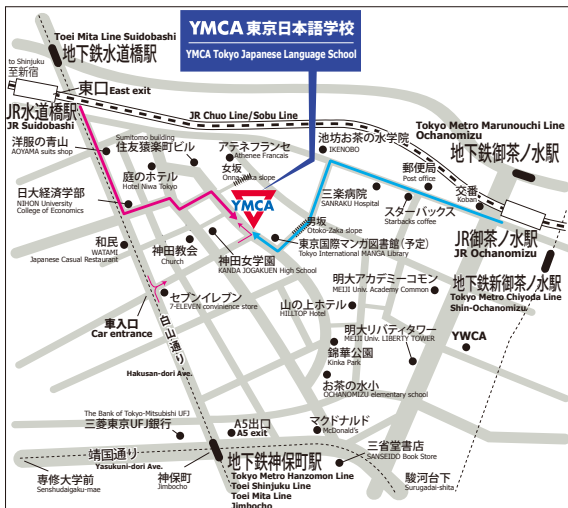 YMCA 東京日本語学校
YMCA Tokyo Japanese Language School
Toei Mita Line Suidobashi
地下鉄水道橋駅
to Shinjuku
至新宿
東口 East exit
JR水道橋駅
JR Suidobashi
JR Chuo Line/Sobu Line
Tokyo Metro Marunouchi Line
Ochanomizu
地下鉄御茶ノ水駅
洋服の青山
AOYAMA suits shop
Sumitomo building
住友猿楽町ビル
アテネフランセ
Athenee Francais
池坊お茶の水学院
IKENOBO
庭のホテル
Hotel Niwa Tokyo
女坂
Onnazaka slope
郵便局
Post office
交番
Koban
日大経済学部
NIHON University
College of Economics
YMCA
三楽病院
SANRAKU Hospital
スターバックス
Starbacks coffee
男坂
Otoko-Zaka slope
JR御茶ノ水駅
JR Ochanomizu
和民
WATAMI
Japanese Casual Restaurant
神田教会
Church
神田女学園
KANDA JOGAKUEN High School
東京国際マンガ図書館(予定)
Tokyo International MANGA Library
地下鉄新御茶ノ水駅
Tokyo Metro Chiyoda Line
Shin-Ochanomizu
明大アカデミーコモン
MEIJI Univ. Academy Common
セブンイレブン
7-ELEVEN convinience store
山の上ホテル
HILLTOP Hotel
車入口
Car entrance
明大リバティタワー
MEIJI Univ. LIBERTY TOWER
YWCA
白山通り
Hakusan-dori Ave.
錦華公園
Kinka Park
お茶の水小
OCHANOMIZU elementary school
The Bank of Tokyo-Mitsubishi UFJ
三菱東京UFJ銀行
A5出口
A5 exit
マクドナルド
McDonald's
靖国通り
Yasukuni-dori Ave.
三省堂書店
SANSEIDO Book Store
専修大学前
Senshudaigaku-mae
神保町
Jimbocho
地下鉄神保町駅
Tokyo Metro Hanzomon Line
Toei Shinjuku Line
Toei Mita Line
Jimbocho
駿河台下
Surugadai-shita